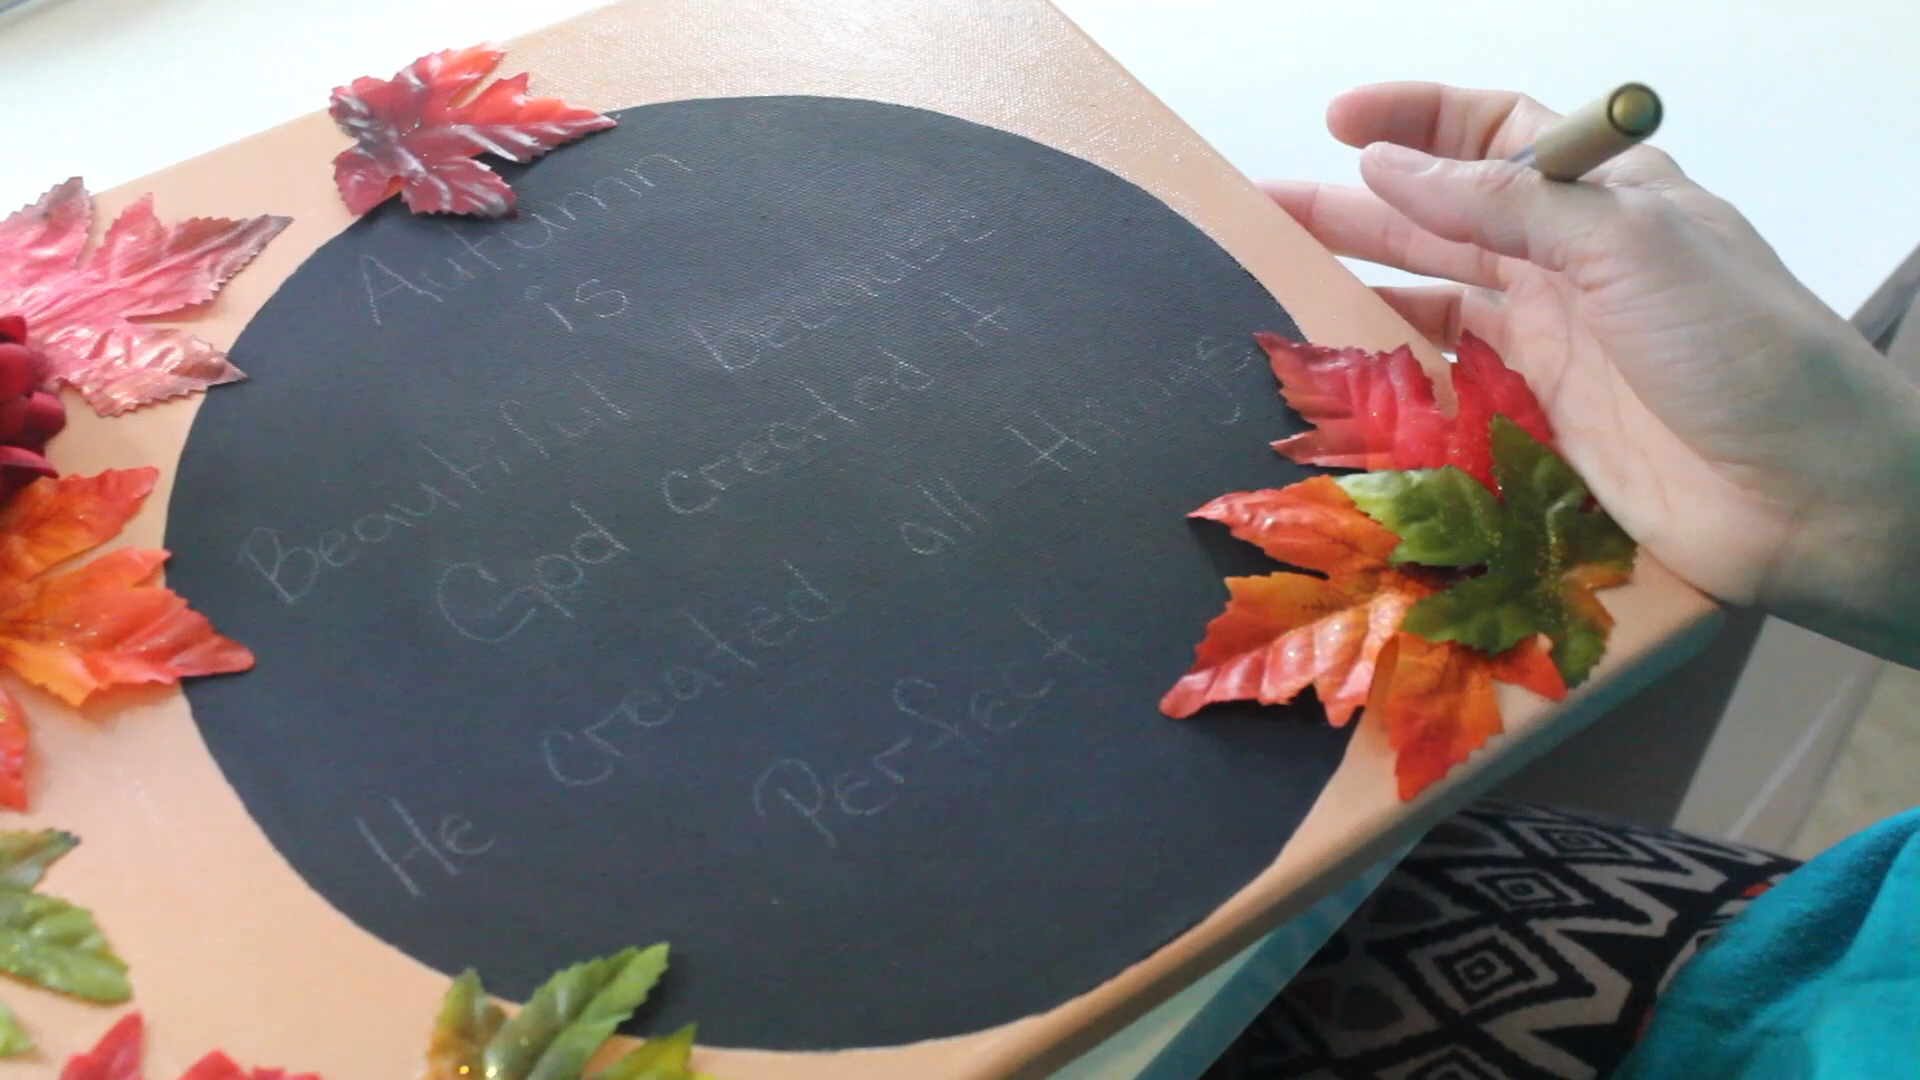 Autumn
is
Beautiful because
God created it
He created all things
Perfect